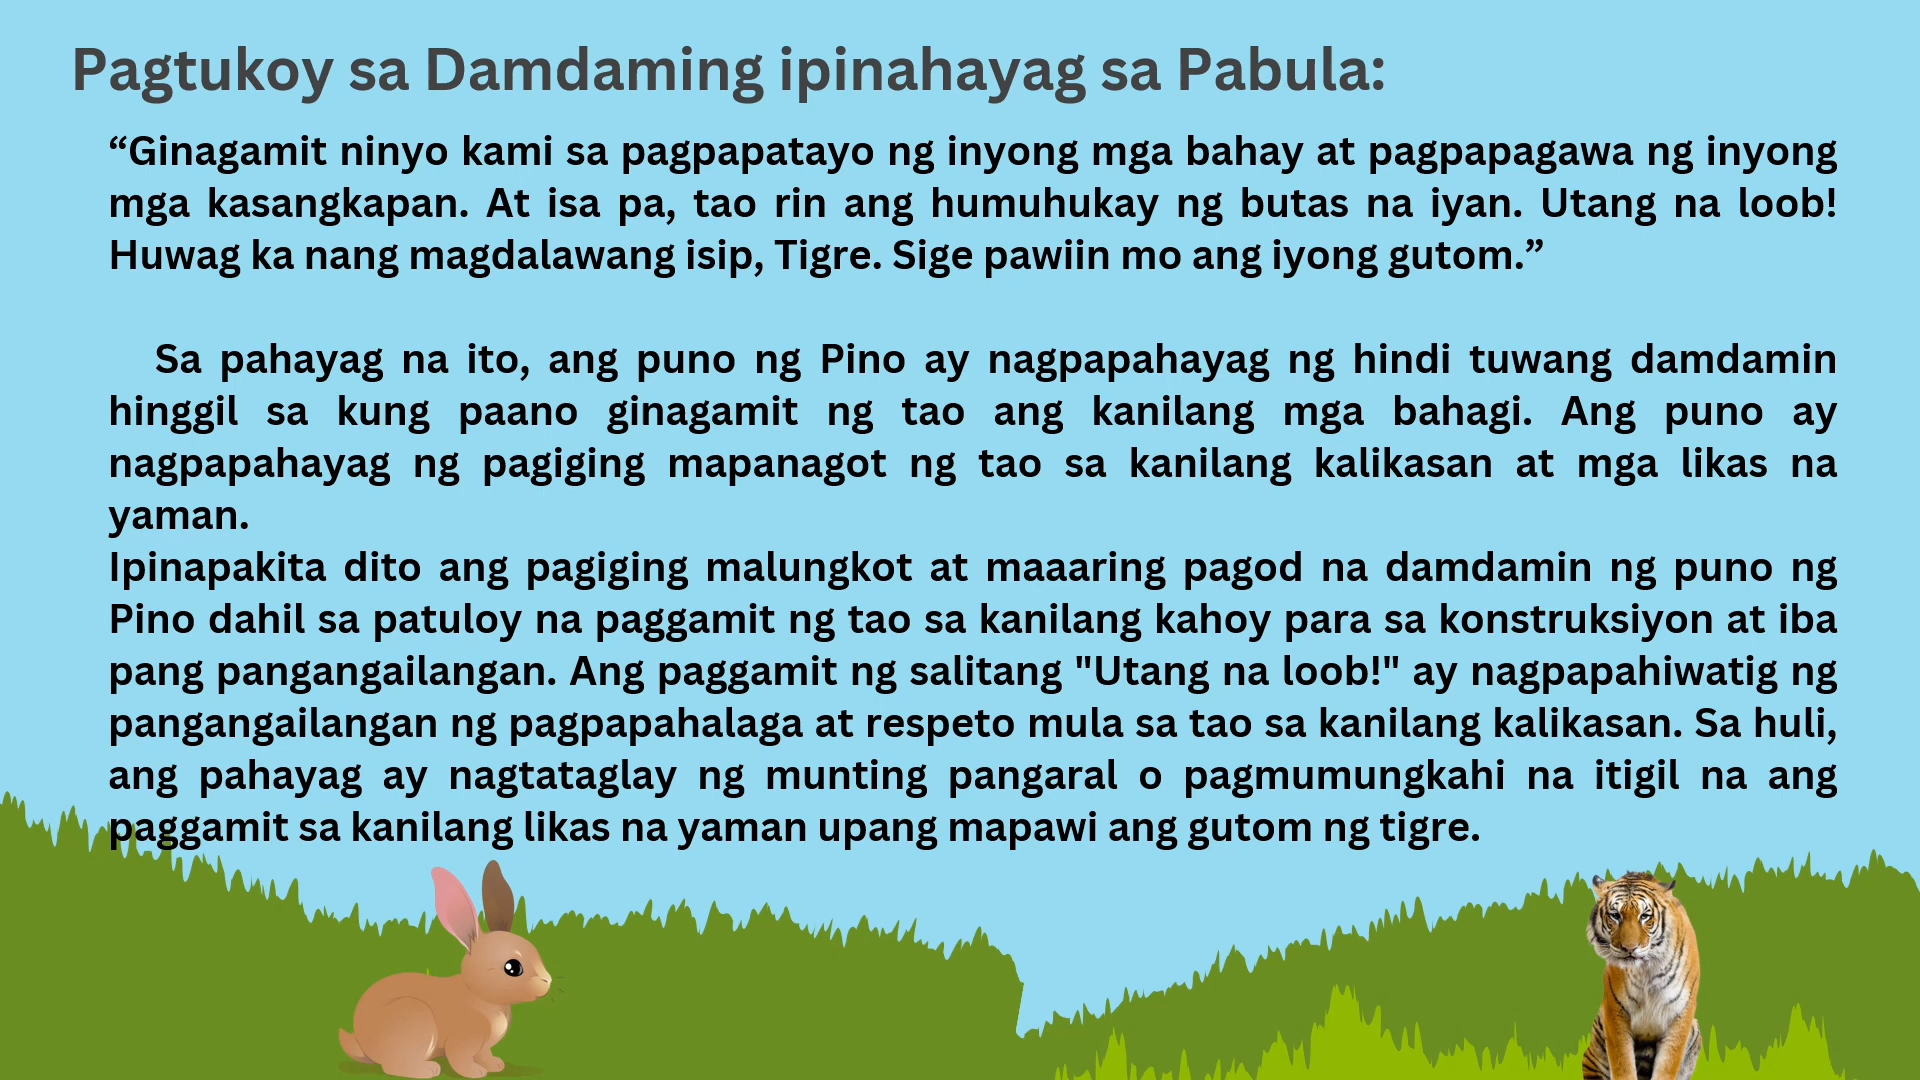 Pagtukoy sa Damdaming ipinahayag sa Pabula:
“Ginagamit ninyo kami sa pagpapatayo ng inyong mga bahay at pagpapagawa ng inyong
mga kasangkapan. At isa pa, tao rin ang humuhukay ng butas na iyan. Utang na loob!
Huwag ka nang magdalawang isip, Tigre. Sige pawiin mo ang iyong gutom.”
Sa pahayag na ito, ang puno ng Pino ay nagpapahayag ng hindi tuwang damdamin
hinggil sa kung paano ginagamit ng tao ang kanilang mga bahagi. Ang puno ay
nagpapahayag ng pagiging mapanagot ng tao sa kanilang kalikasan at mga likas na
yaman.
Ipinapakita dito ang pagiging malungkot at maaaring pagod na damdamin ng puno ng
Pino dahil sa patuloy na paggamit ng tao sa kanilang kahoy para sa konstruksiyon at iba
pang pangangailangan. Ang paggamit ng salitang "Utang na loob!" ay nagpapahiwatig ng
pangangailangan ng pagpapahalaga at respeto mula sa tao sa kanilang kalikasan. Sa huli,
ang pahayag ay nagtataglay ng munting pangaral o pagmumungkahi na itigil na ang
paggamit sa kanilang likas na yaman upang mapawi ang gutom ng tigre.